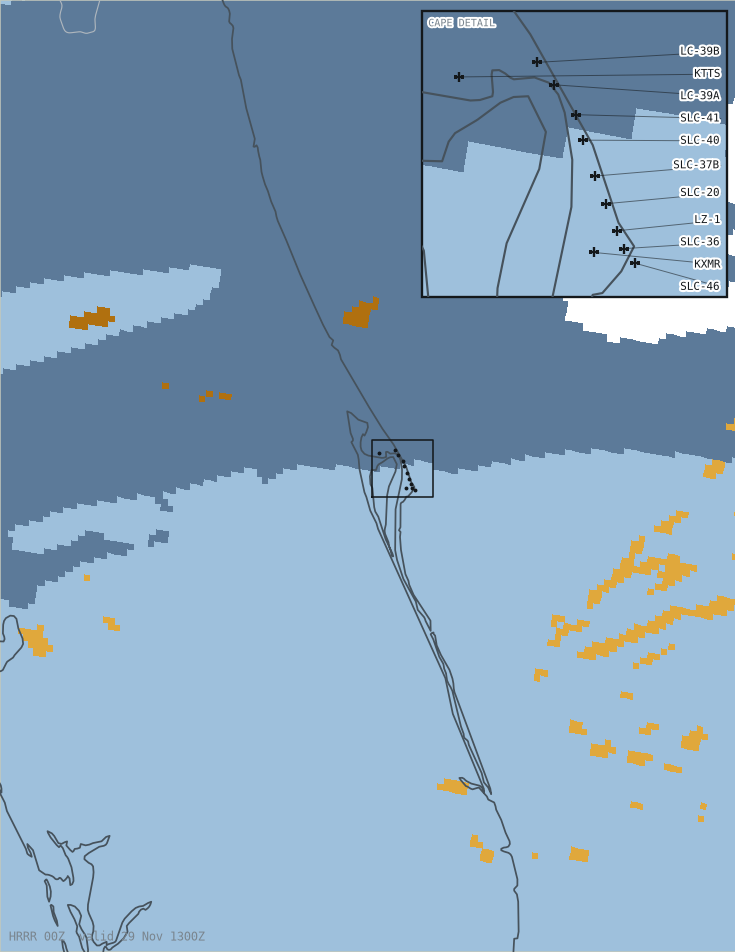 CAPE DETAIL
LC-39B
KTTS
LC-39A
SLC-41
SLC-40
SLC-37B
SLC-20
LZ-1
SLC-36
KXMR
SLC-46
HRRR 00Z  valid 29 Nov 1300Z